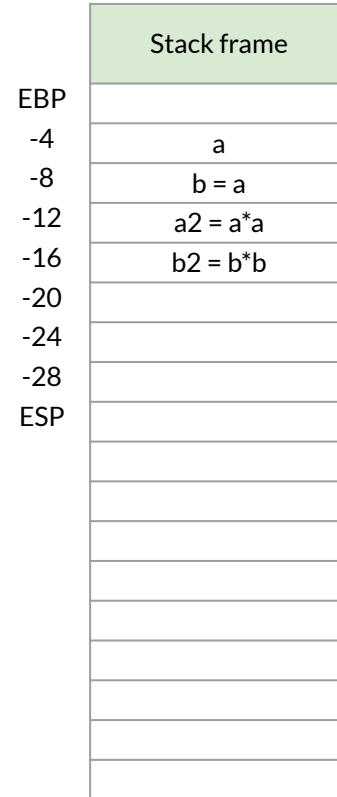 Stack frame
EBP
-4 a
-8 b = a
-12 a2 = a*a
-16 b2 = b*b
-20
-24
-28
ESP